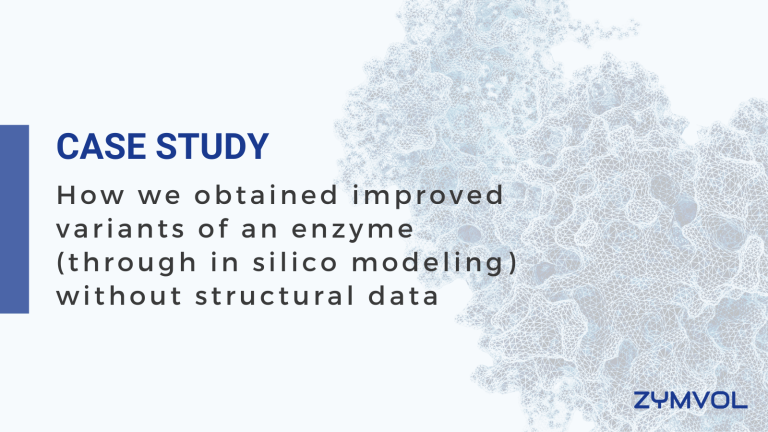 CASE STUDY
How we obtained improved
variants of an enzyme
(through in silico modeling)
without structural data
ZYMVOL